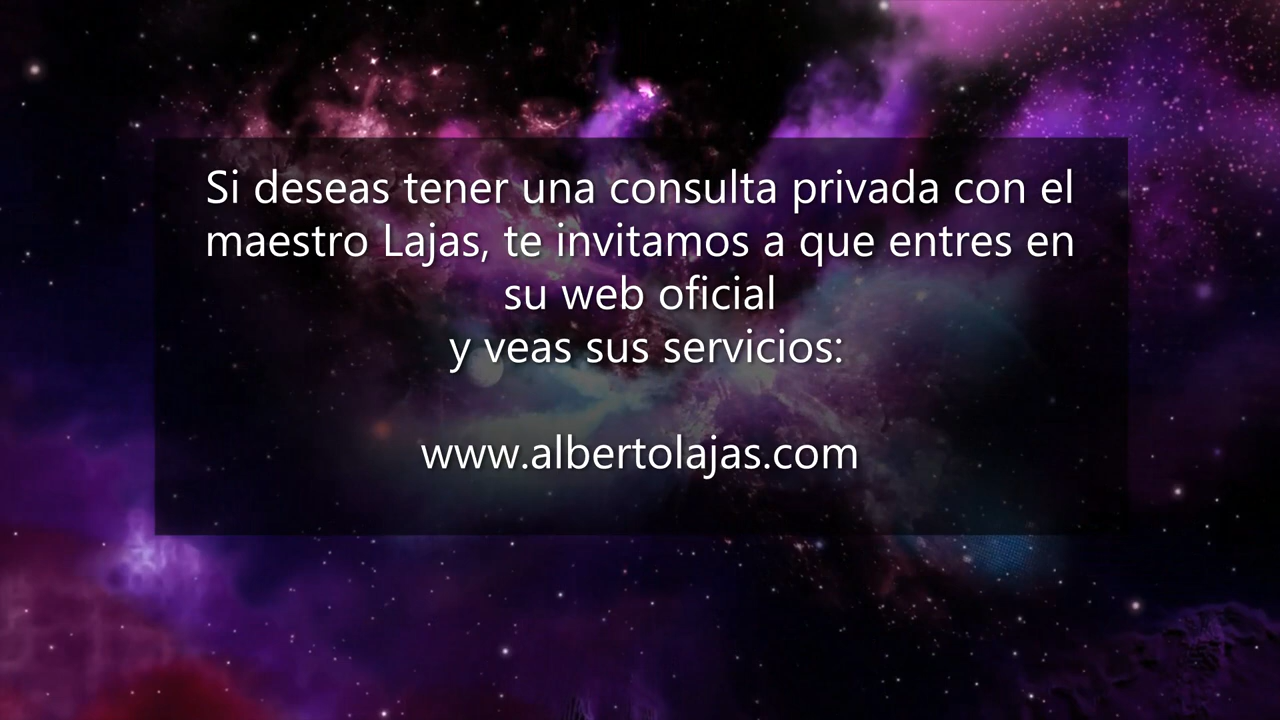 Si deseas tener una consulta privada con el
maestro Lajas, te invitamos a que entres en
su web oficial
y veas sus servicios:
www.albertolajas.com